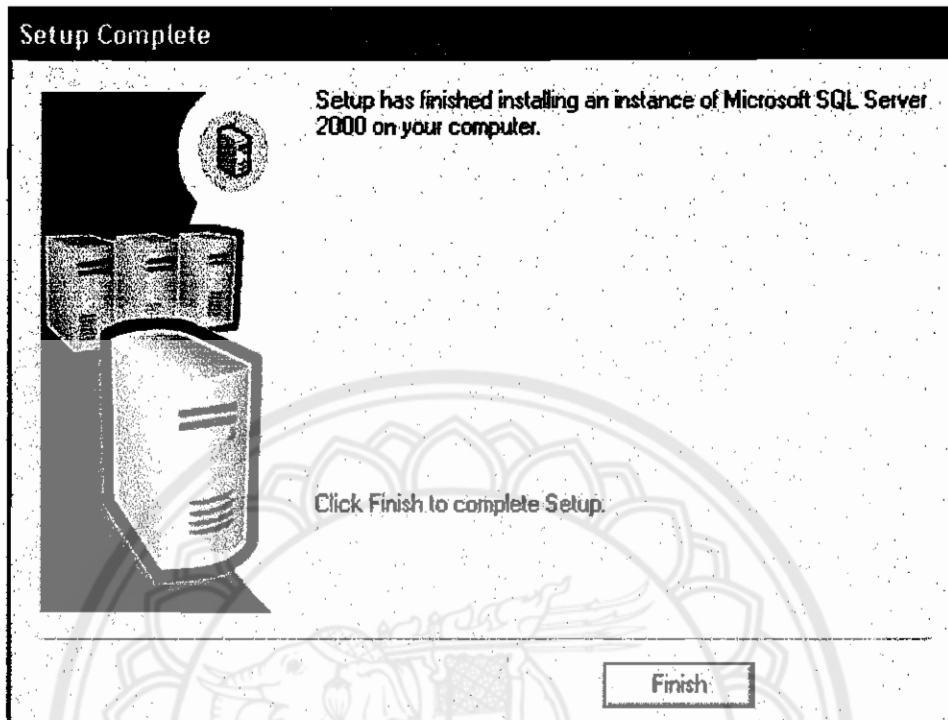 Setup Complete
Setup has finished installing an instance of Microsoft SQL Server
2000 on your computer.
Click Finish to complete Setup.
Finish